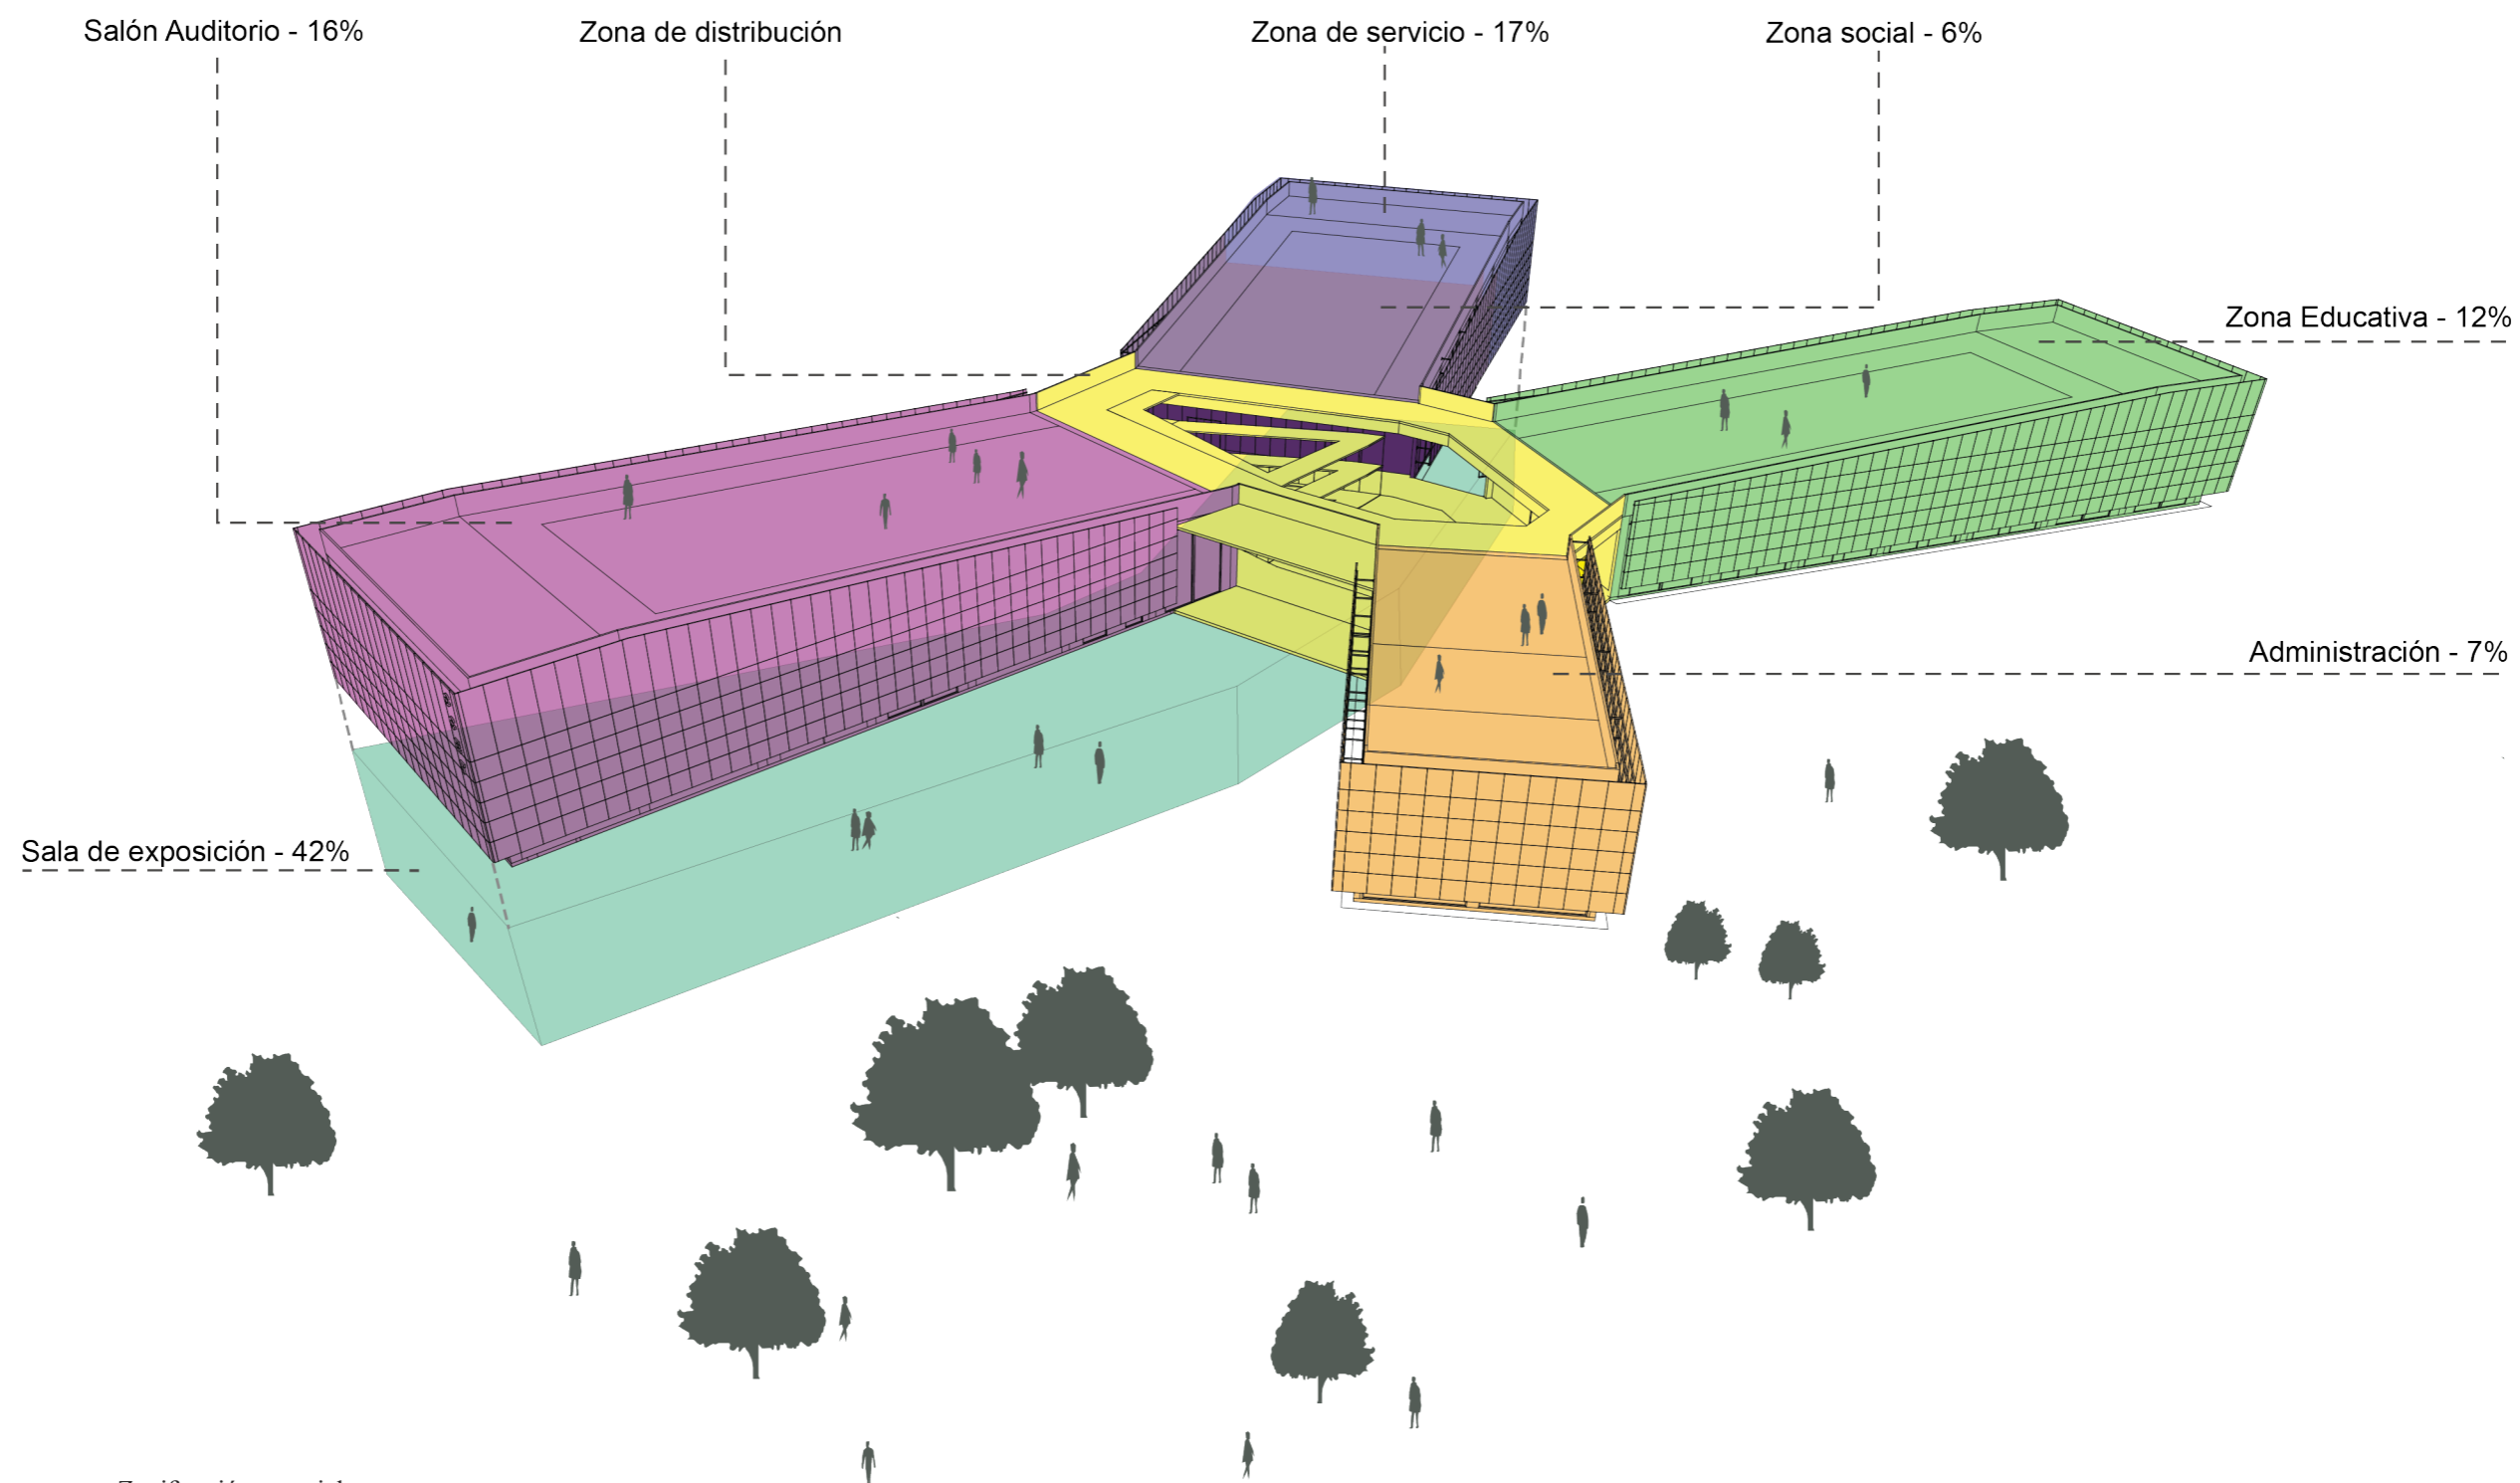 Salón Auditorio - 16%
Zona de distribución
Zona de servicio - 17%
Zona social - 6%
Zona Educativa - 12%
Administración - 7%
Sala de exposición - 42%